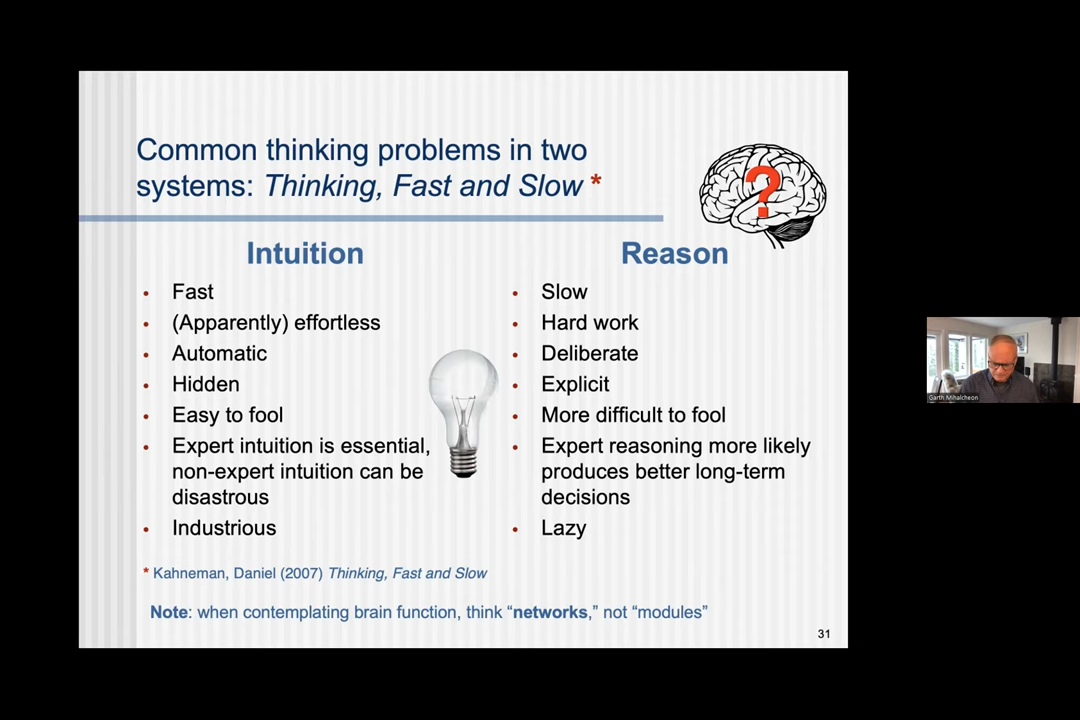 Common thinking problems in two
systems: Thinking, Fast and Slow *
?
Intuition
• Fast
• (Apparently) effortless
• Automatic
• Hidden
• Easy to fool
• Expert intuition is essential,
non-expert intuition can be
disastrous
• Industrious
Reason
• Slow
• Hard work
• Deliberate
• Explicit
• More difficult to fool
• Expert reasoning more likely
produces better long-term
decisions
• Lazy
* Kahneman, Daniel (2007) Thinking, Fast and Slow
Note: when contemplating brain function, think “networks,” not “modules”
31
Garth Mihalcheon